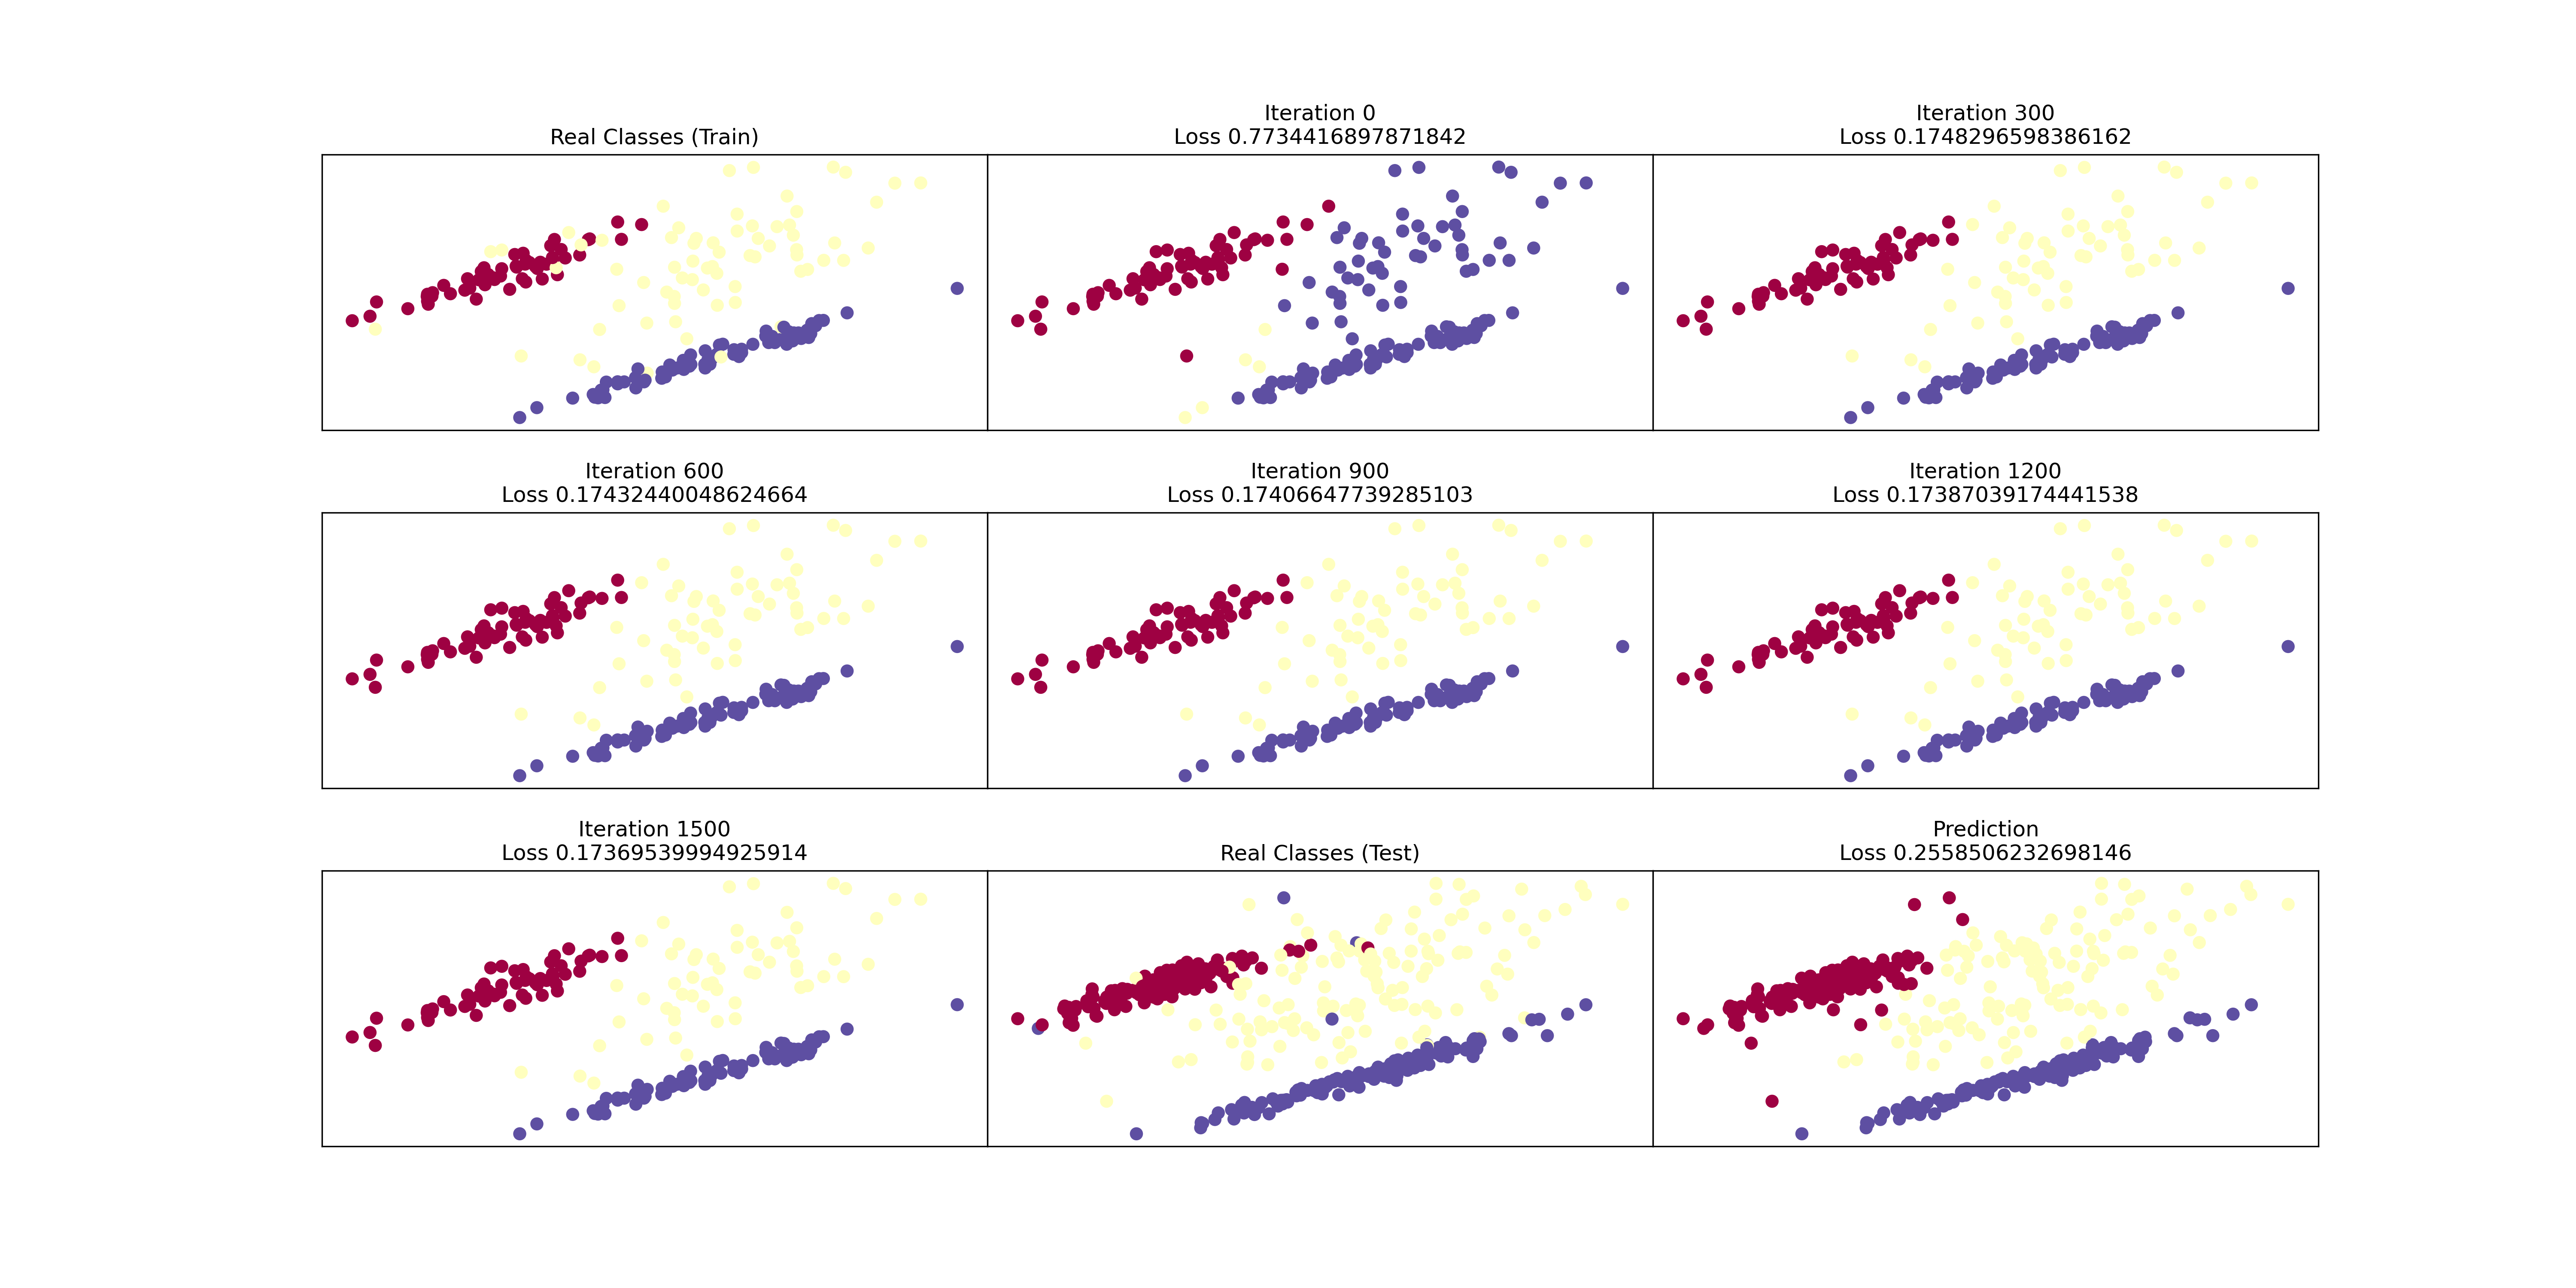 Real Classes (Train)
Iteration 0
Loss 0.7734416897871842
Iteration 300
Loss 0.1748296598386162
Iteration 600
Loss 0.17432440048624664
Iteration 900
Loss 0.17406647739285103
Iteration 1200
Loss 0.17387039174441538
Iteration 1500
Loss 0.17369539994925914
Real Classes (Test)
Prediction
Loss 0.2558506232698146